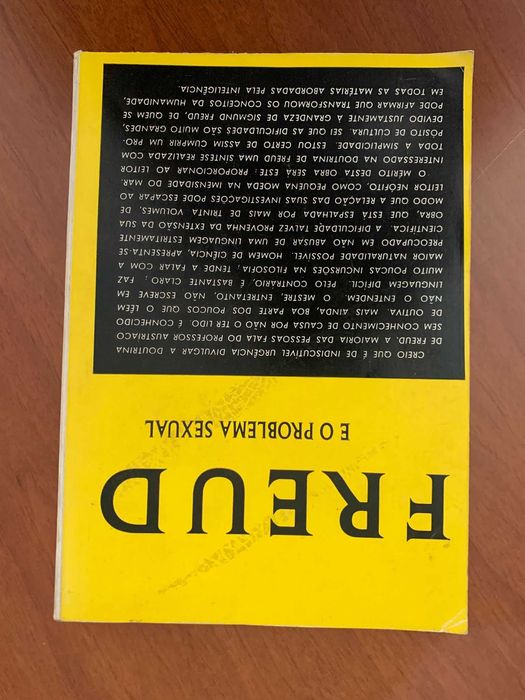 FREUD
E O PROBLEMA SEXUAL
CREIO QUE É DE INDISCUTÍVEL URGÊNCIA DIVULGAR A DOUTRINA
DE FREUD. A MAIORIA DAS PESSOAS FALA DO PROFESSOR AUSTRÍACO
SEM CONHECIMENTO DE CAUSA POR NÃO O TER LIDO. É CONHECIDO
DE OUTIVA. MAIS AINDA, BOA PARTE DOS POUCOS QUE O LÊEM
NÃO O ENTENDEM. O MESTRE, ENTRETANTO, NÃO ESCREVE EM
LINGUAGEM DIFÍCIL; PELO CONTRÁRIO, É BASTANTE CLARO, FAZ
MUITO POUCAS INCURSÕES NA FILOSOFIA, TENDE A FALAR COM A
MAIOR NATURALIDADE POSSÍVEL. HOMEM DE CIÊNCIA, APRESENTA-SE
PREOCUPADO EM NÃO ABUSAR DE UMA LINGUAGEM ESTRITAMENTE
CIENTÍFICA. A DIFICULDADE TALVEZ PROVENHA DA EXTENSÃO DA SUA
OBRA, QUE ESTÁ ESPALHADA POR MAIS DE TRINTA VOLUMES, DE
MODO QUE A RELAÇÃO DAS SUAS INVESTIGAÇÕES PODE ESCAPAR AO
LEITOR NEÓFITO, COMO PEQUENA MOEDA NA IMENSIDADE DO MAR.
O MÉRITO DESTA OBRA SERÁ ESTE: PROPORCIONAR AO LEITOR
INTERESSADO NA DOUTRINA DE FREUD UMA SÍNTESE REALIZADA COM
TODA A SIMPLICIDADE. ESTOU CERTO DE ASSIM CUMPRIR UM PRO-
PÓSITO DE CULTURA. SEI QUE AS DIFICULDADES SÃO MUITO GRANDES,
DEVIDO JUSTAMENTE À GRANDEZA DE SIGMUND FREUD, DE QUEM SE
PODE AFIRMAR QUE TRANSFORMOU OS CONCEITOS DA HUMANIDADE,
EM TODAS AS MATÉRIAS ABORDADAS PELA INTELIGÊNCIA.